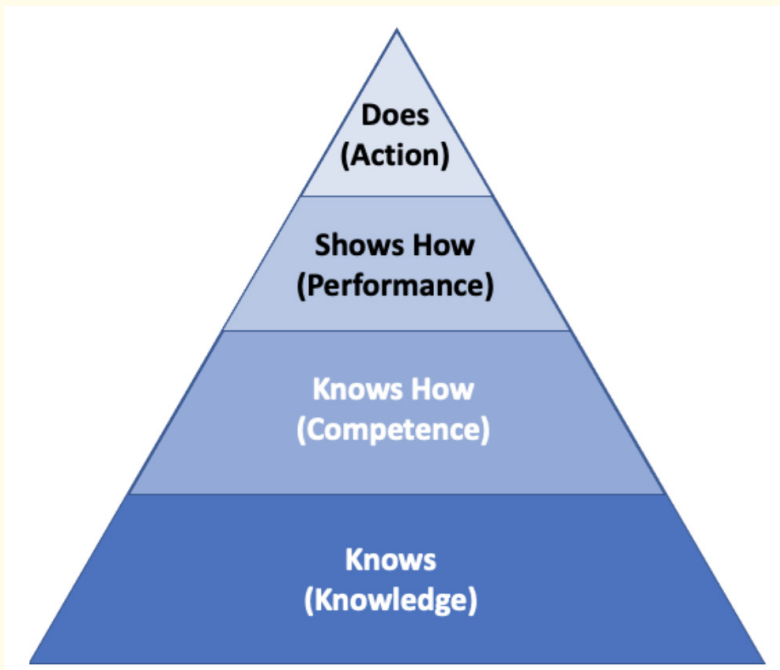 Does
(Action)
Shows How
(Performance)
Knows How
(Competence)
Knows
(Knowledge)